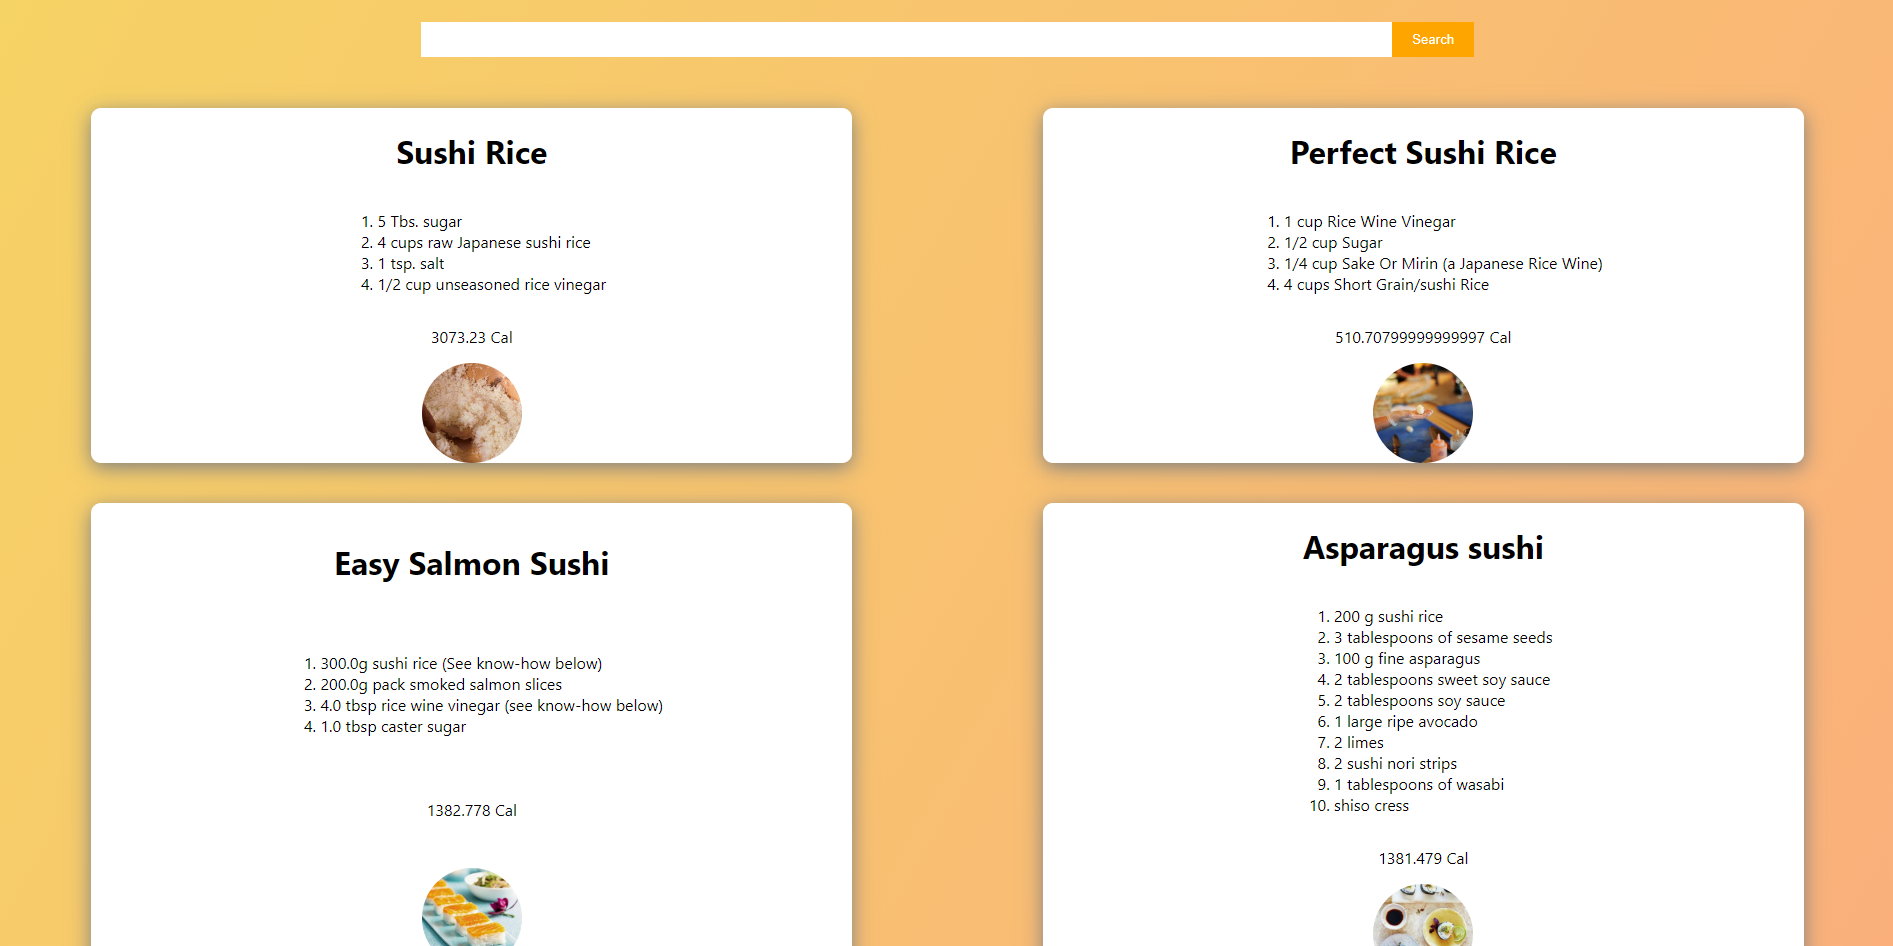 Search
Sushi Rice
1. 5 Tbs. sugar
2. 4 cups raw Japanese sushi rice
3. 1 tsp. salt
4. 1/2 cup unseasoned rice vinegar
3073.23 Cal
Perfect Sushi Rice
1. 1 cup Rice Wine Vinegar
2. 1/2 cup Sugar
3. 1/4 cup Sake Or Mirin (a Japanese Rice Wine)
4. 4 cups Short Grain/sushi Rice
510.70799999999997 Cal
Easy Salmon Sushi
1. 300.0g sushi rice (See know-how below)
2. 200.0g pack smoked salmon slices
3. 4.0 tbsp rice wine vinegar (see know-how below)
4. 1.0 tbsp caster sugar
1382.778 Cal
Asparagus sushi
1. 200 g sushi rice
2. 3 tablespoons of sesame seeds
3. 100 g fine asparagus
4. 2 tablespoons sweet soy sauce
5. 2 tablespoons soy sauce
6. 1 large ripe avocado
7. 2 limes
8. 2 sushi nori strips
9. 1 tablespoons of wasabi
10. shiso cress
1381.479 Cal